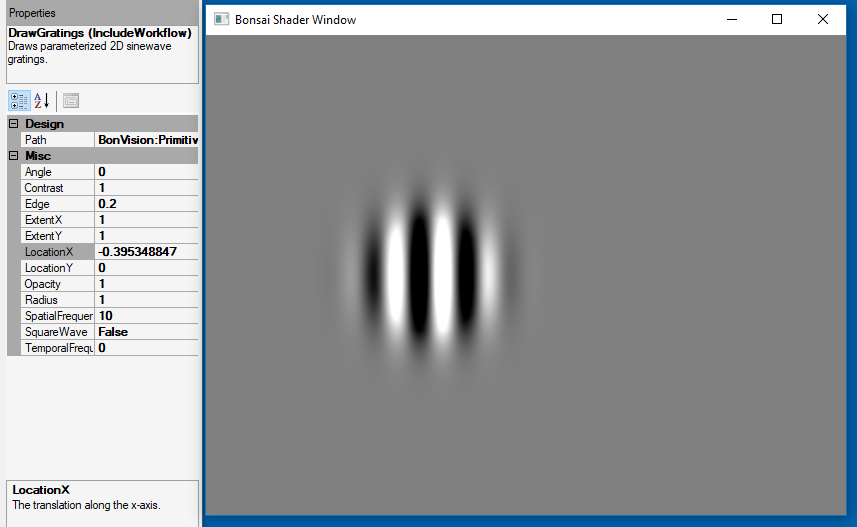 Properties
DrawGratings (IncludeWorkflow)
Draws parameterized 2D sinewave
gratings.
Design
Path BonVision:Primitiv
Misc
Angle 0
Contrast 1
Edge 0.2
ExtentX 1
ExtentY 1
LocationX -0.395348847
LocationY 0
Opacity 1
Radius 1
SpatialFrequer 10
SquareWave False
TemporalFrequ 0
LocationX
The translation along the x-axis.
Bonsai Shader Window